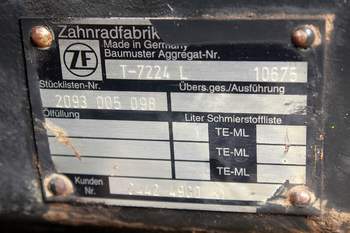 Zahnradfabrik
ZF
Made in Germany
Baumuster Aggregat-Nr.
T-7224 L 10675
Stücklisten-Nr. Übers.ges./Ausführung
2093 005 098
Ölfüllung Liter Schmierstoffliste
TE-ML
TE-ML
TE-ML
Kunden
Nr.